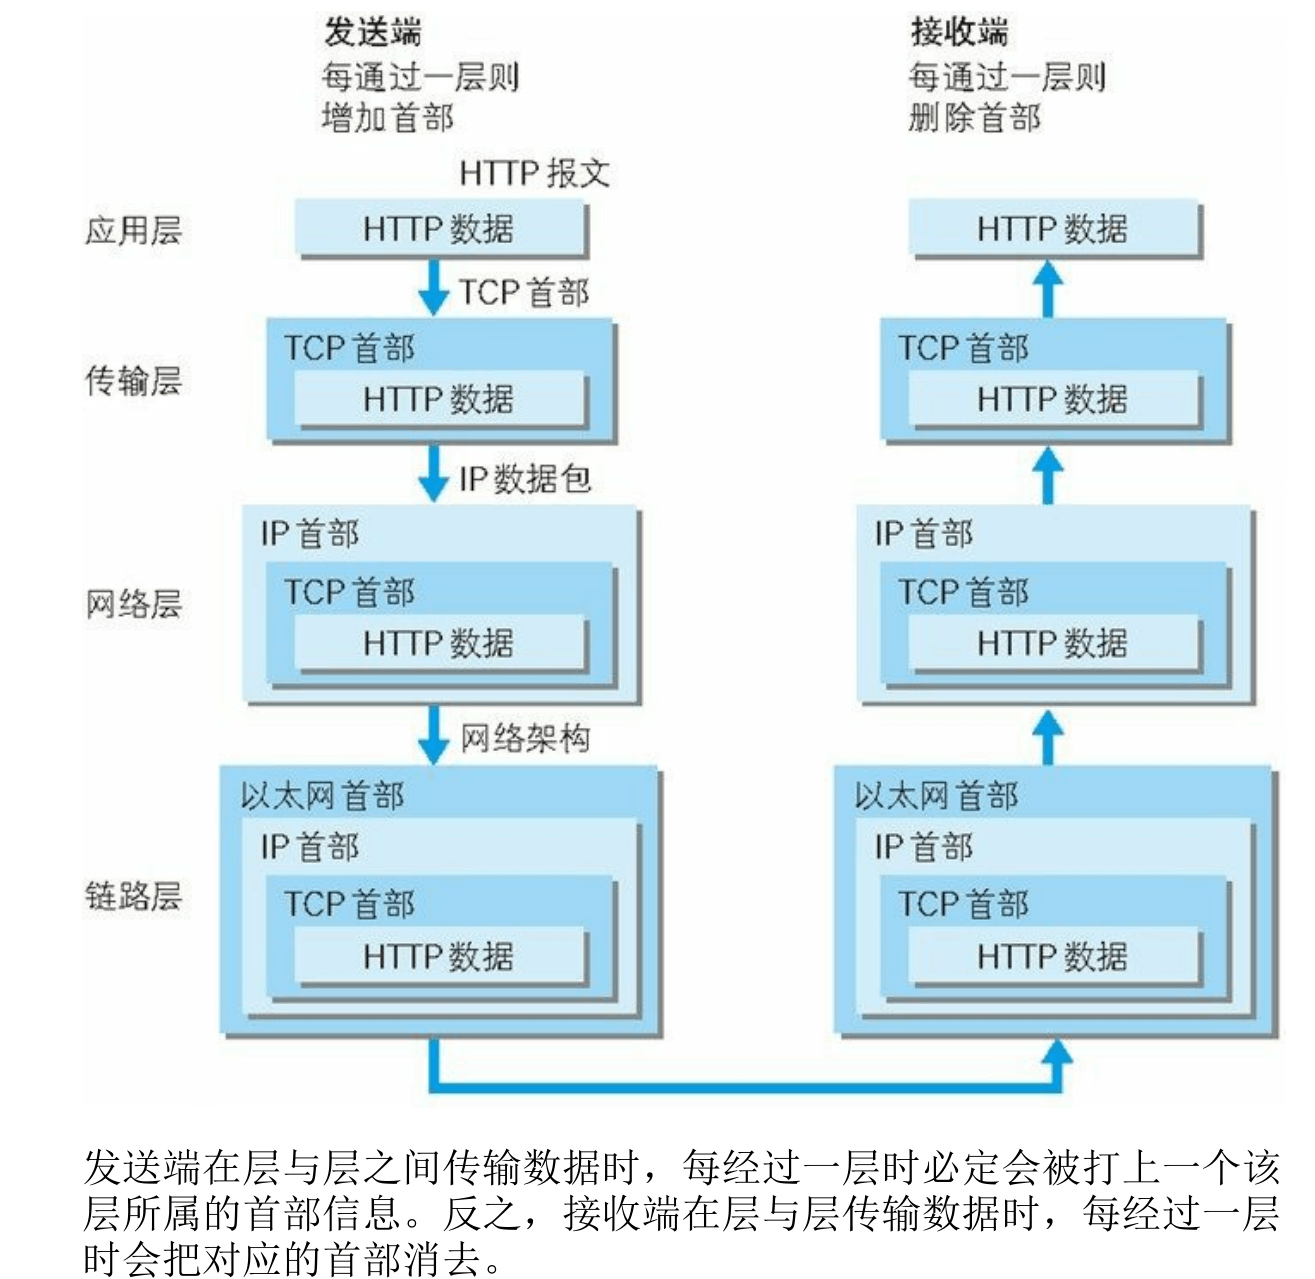 发送端
每通过一层则
增加首部
接收端
每通过一层则
删除首部
HTTP 报文
应用层
HTTP 数据
HTTP 数据
TCP 首部
传输层
TCP 首部
HTTP 数据
TCP 首部
HTTP 数据
IP 数据包
网络层
IP 首部
TCP 首部
HTTP 数据
IP 首部
TCP 首部
HTTP 数据
网络架构
链路层
以太网首部
IP 首部
TCP 首部
HTTP 数据
以太网首部
IP 首部
TCP 首部
HTTP 数据
发送端在层与层之间传输数据时，每经过一层时必定会被打上一个该
层所属的首部信息。反之，接收端在层与层传输数据时，每经过一层
时会把对应的首部消去。